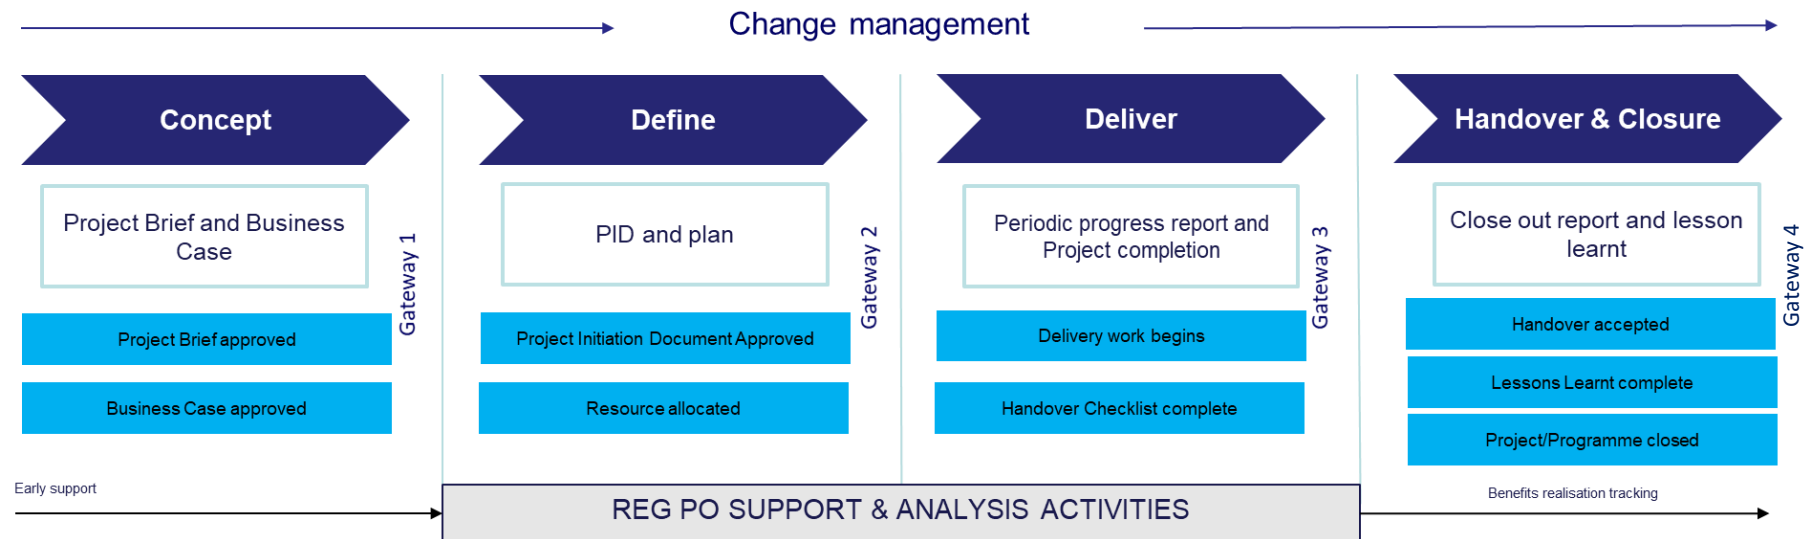 Change management
Concept
Define
Deliver
Handover & Closure
Project Brief and Business
Case
Gateway 1
PID and plan
Gateway 2
Periodic progress report and
Project completion
Gateway 3
Close out report and lesson
learnt
Gateway 4
Project Brief approved
Business Case approved
Project Initiation Document Approved
Resource allocated
Delivery work begins
Handover Checklist complete
Handover accepted
Lessons Learnt complete
Project/Programme closed
Early support
REG PO SUPPORT & ANALYSIS ACTIVITIES
Benefits realisation tracking